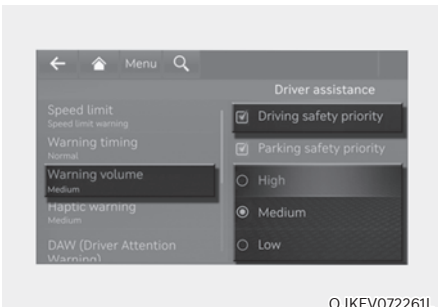 Menu
Driver assistance
Speed limit
Speed limit warning
Warning timing
Normal
Warning volume
Medium
Haptic warning
Medium
DAW (Driver Attention
Warning)
Driving safety priority
Parking safety priority
High
Medium
Low
OJKEV072261L